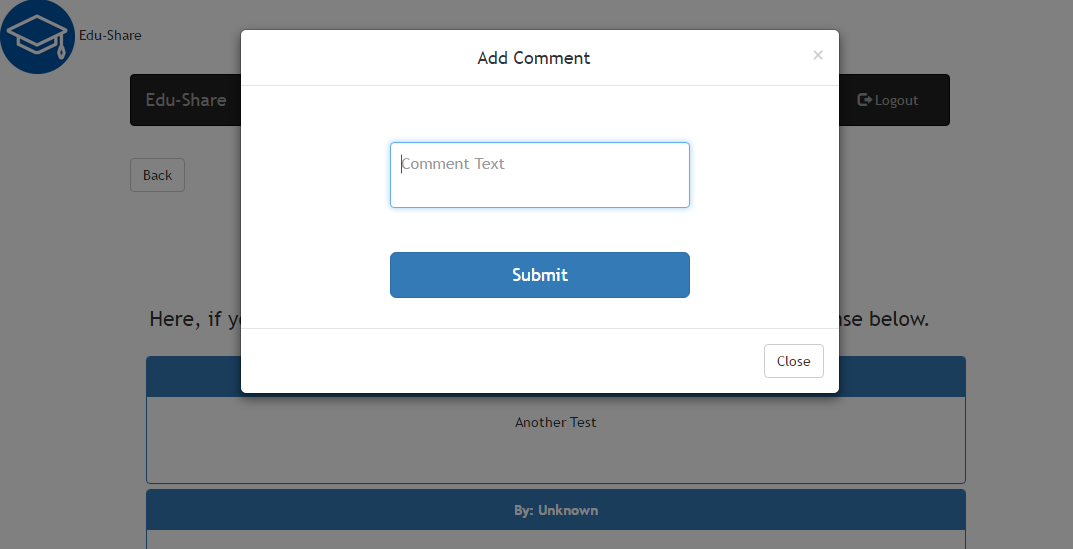 Edu-Share
Add Comment
×
Edu-Share
Logout
Comment Text
Back
Submit
Here, if
below.
Close
Another Test
By: Unknown